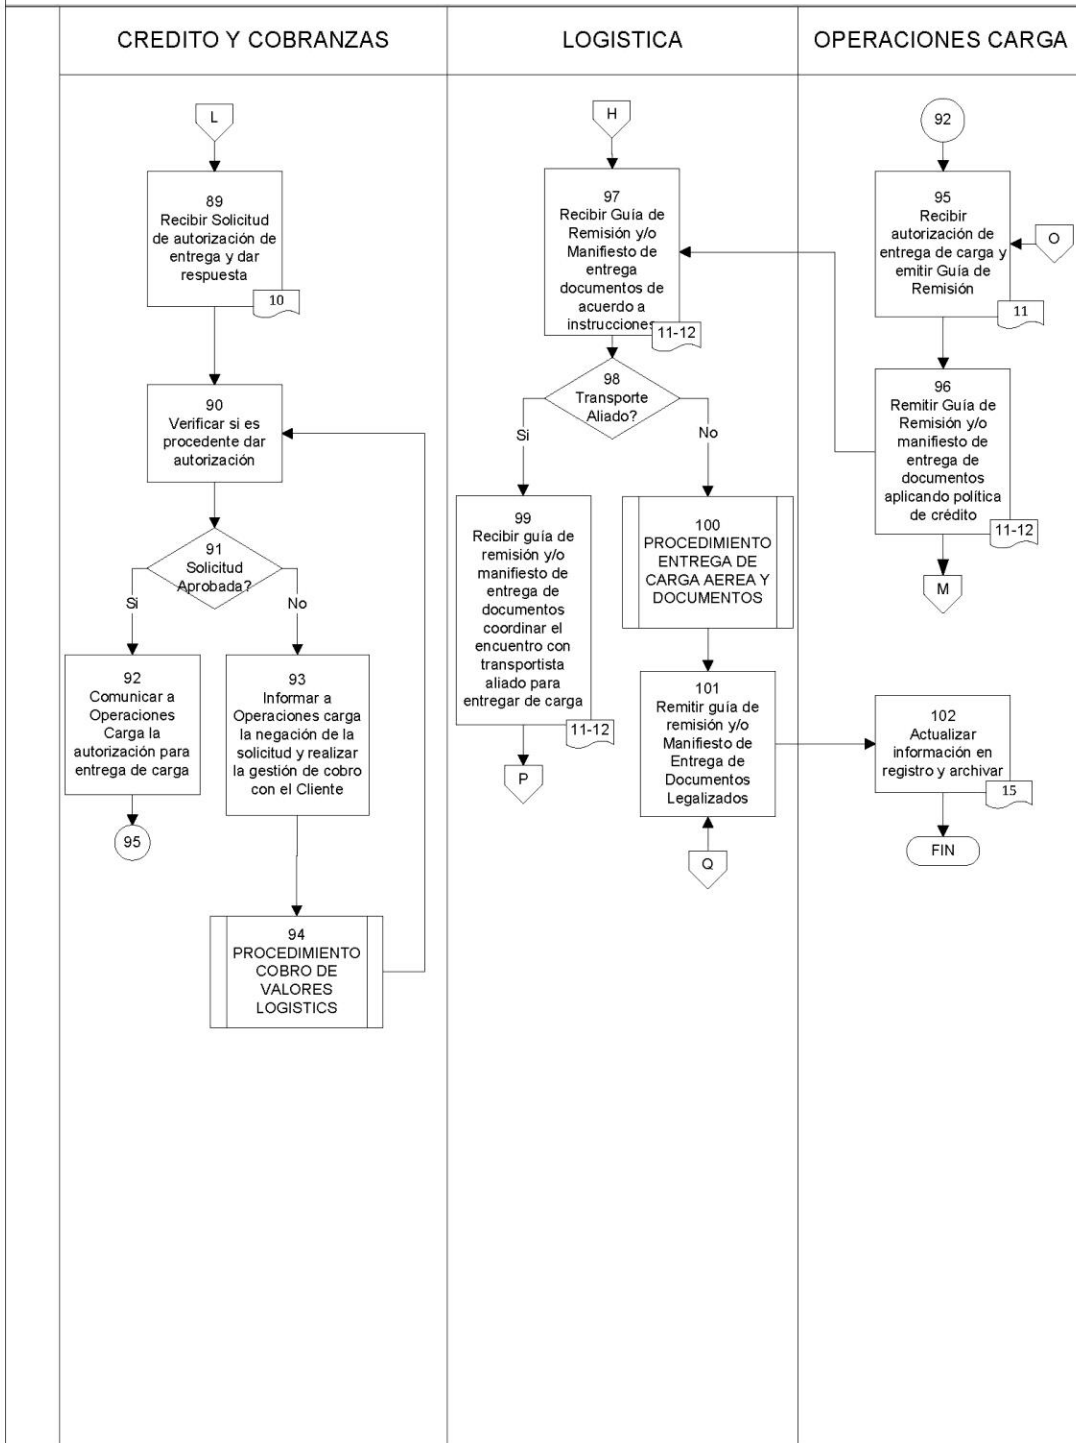 CREDITO Y COBRANZAS
LOGISTICA
OPERACIONES CARGA
L
89
Recibir Solicitud
de autorización de
entrega y dar
respuesta
10
90
Verificar si es
procedente dar
autorización
91
Solicitud
Aprobada?
Si
No
92
Comunicar a
Operaciones
Carga la
autorización para
entrega de carga
95
93
Informar a
Operaciones carga
la negación de la
solicitud y realizar
la gestión de cobro
con el Cliente
94
PROCEDIMIENTO
COBRO DE
VALORES
LOGISTICS
H
97
Recibir Guía de
Remisión y/o
Manifiesto de
entrega
documentos de
acuerdo a
instrucciones
11-12
98
Transporte
Aliado?
Si
No
99
Recibir guía de
remisión y/o
manifiesto de
entrega de
documentos
coordinar el
encuentro con
transportista
aliado para
entregar de carga
11-12
P
100
PROCEDIMIENTO
ENTREGA DE
CARGA AEREA Y
DOCUMENTOS
101
Remitir guía de
remisión y/o
Manifiesto de
Entrega de
Documentos
Legalizados
Q
92
95
Recibir
autorización de
entrega de carga y
emitir Guía de
Remisión
O
11
96
Remitir Guía de
Remisión y/o
manifiesto de
entrega de
documentos
aplicando política
de crédito
11-12
M
102
Actualizar
información en
registro y archivar
15
FIN